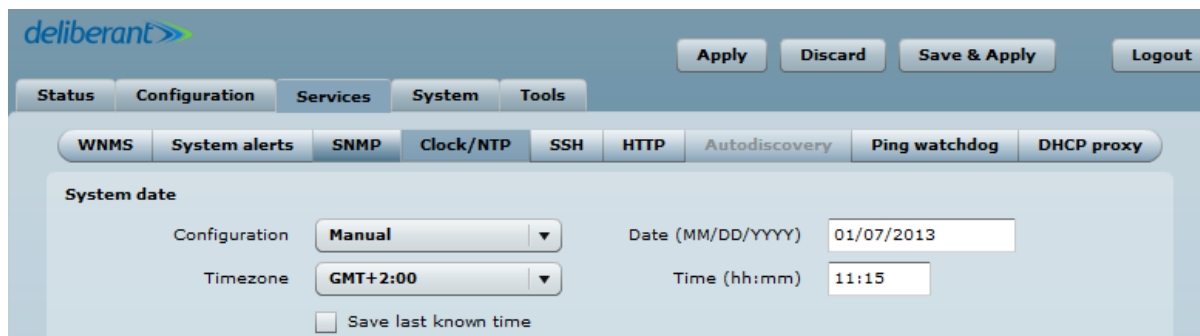 deliberant
Apply Discard Save & Apply Logout
Status Configuration Services System Tools
WNMS System alerts SNMP Clock/NTP SSH HTTP Autodiscovery Ping watchdog DHCP proxy
System date
Configuration Manual Date (MM/DD/YYYY) 01/07/2013
Timezone GMT+2:00 Time (hh:mm) 11:15
Save last known time